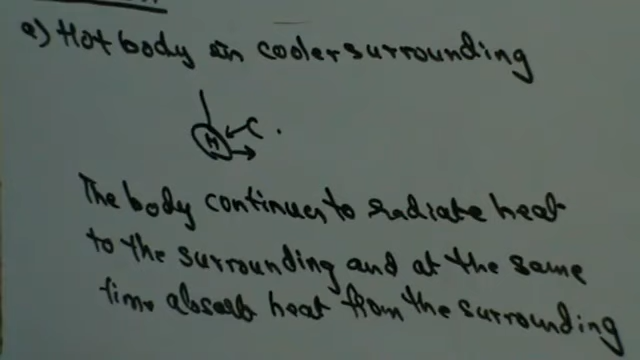 a) Hot body in cooler surrounding
H C .
The body continues to radiate heat
to the surrounding and at the same
time absorb heat from the surrounding